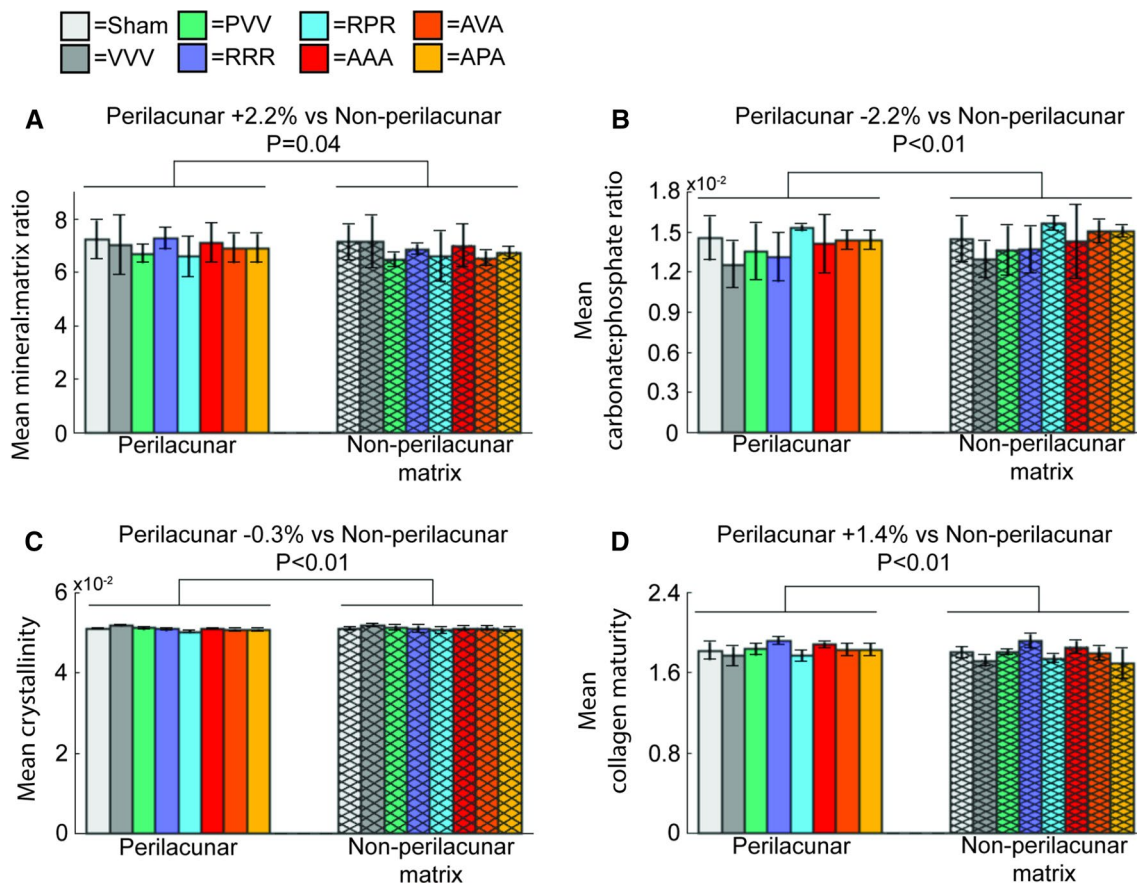 =Sham =PVV =RPR =AVA
=VVV =RRR =AAA =APA
A
Perilacunar +2.2% vs Non-perilacunar
P=0.04
Mean mineral:matrix ratio
8
6
4
2
0
Perilacunar
Non-perilacunar
matrix
B
Perilacunar -2.2% vs Non-perilacunar
P<0.01
x10-2
Mean
carbonate:phosphate ratio
1.8
1.5
1.2
0.9
0.6
0.3
0
Perilacunar
Non-perilacunar
matrix
C
Perilacunar -0.3% vs Non-perilacunar
P<0.01
x10-2
Mean crystallinity
6
4
2
0
Perilacunar
Non-perilacunar
matrix
D
Perilacunar +1.4% vs Non-perilacunar
P<0.01
Mean
collagen maturity
2.4
1.6
0.8
0
Perilacunar
Non-perilacunar
matrix